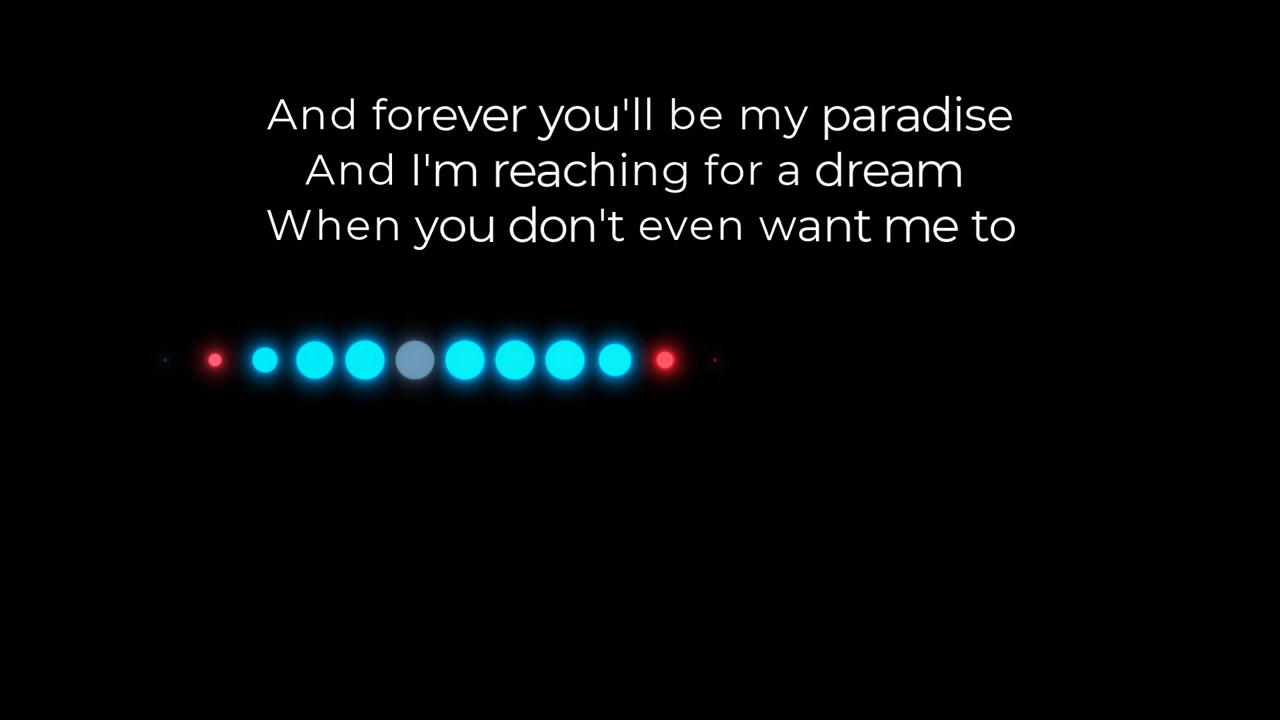 And forever you'll be my paradise
And I'm reaching for a dream
When you don't even want me to